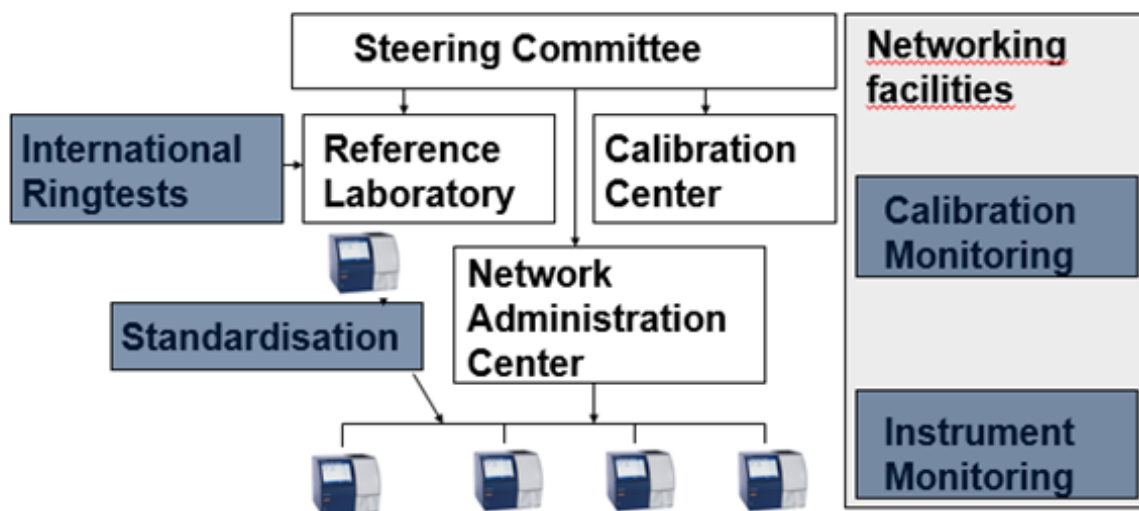 Steering Committee
Networking
facilities
International
Ringtests
Reference
Laboratory
Calibration
Center
Calibration
Monitoring
Network
Administration
Center
Standardisation
Instrument
Monitoring